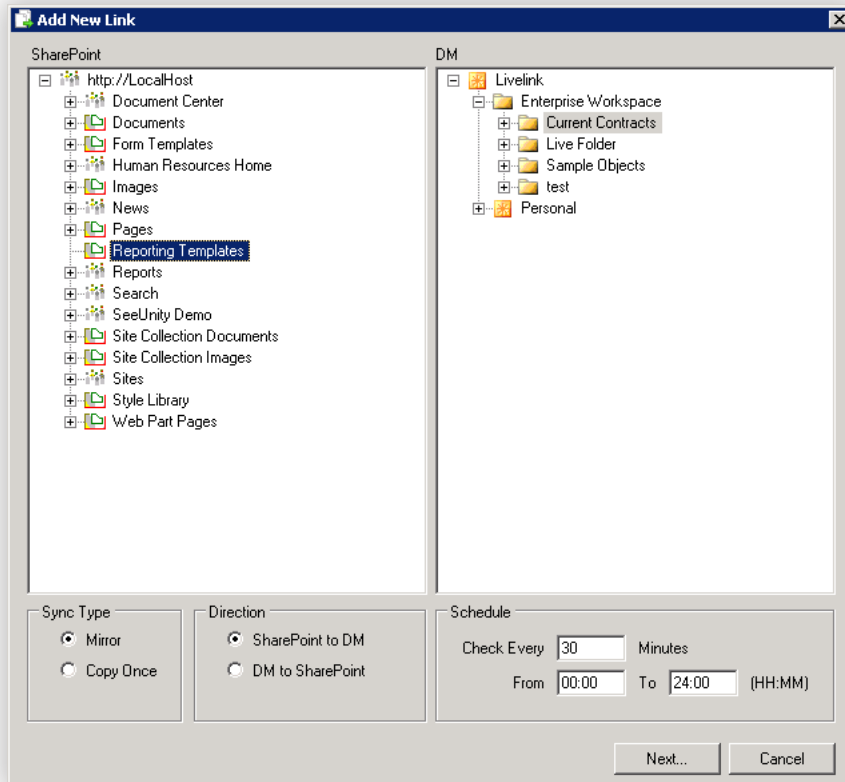 Add New Link
SharePoint
http://LocalHost
Document Center
Documents
Form Templates
Human Resources Home
Images
News
Pages
Reporting Templates
Reports
Search
SeeUnity Demo
Site Collection Documents
Site Collection Images
Sites
Style Library
Web Part Pages
DM
Livelink
Enterprise Workspace
Current Contracts
Live Folder
Sample Objects
test
Personal
Sync Type
Mirror
Copy Once
Direction
SharePoint to DM
DM to SharePoint
Schedule
Check Every 30 Minutes
From 00:00 To 24:00 (HH:MM)
Next... Cancel